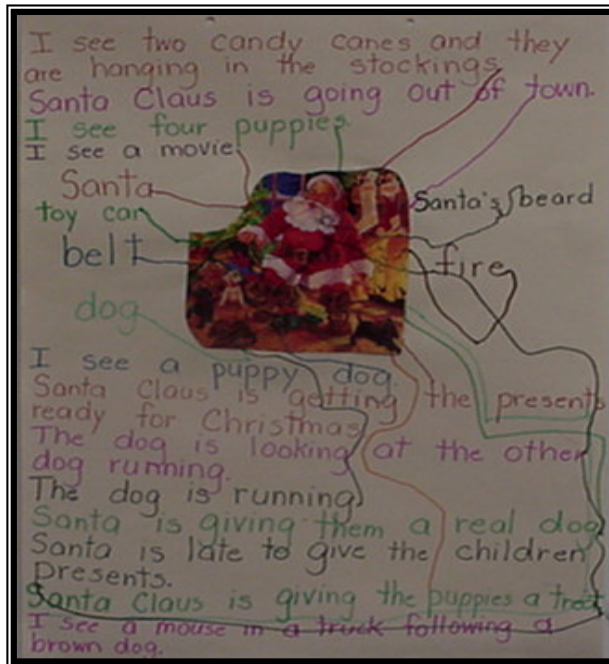 I see two candy canes and they
are hanging in the stockings.
Santa Claus is going out of town.
I see four puppies.
I see a movie.
Santa
toy car
Santa's beard
belt
fire
dog
I see a puppy dog.
Santa Claus is getting the presents
ready for Christmas.
The dog is looking at the other
dog running.
The dog is running.
Santa is giving them a real dog.
Santa is late to give the children
presents.
Santa Claus is giving the puppies a treat.
I see a mouse in a truck following a
brown dog.